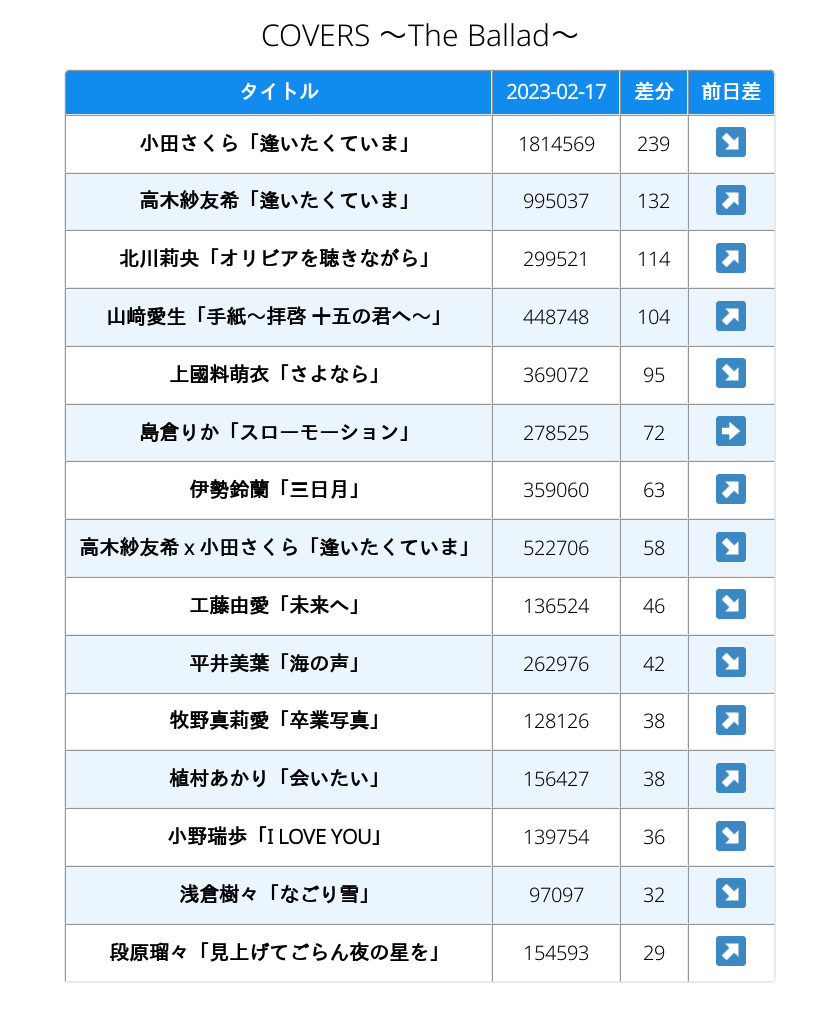 COVERS ～The Ballad～
タイトル 2023-02-17 差分 前日差
小田さくら「逢いたくていま」 1814569 239 ↘
高木紗友希「逢いたくていま」 995037 132 ↗
北川莉央「オリビアを聴きながら」 299521 114 ↗
山﨑愛生「手紙～拝啓 十五の君へ～」 448748 104 ↗
上國料萌衣「さよなら」 369072 95 ↘
島倉りか「スローモーション」 278525 72 ➡
伊勢鈴蘭「三日月」 359060 63 ↗
高木紗友希 x 小田さくら「逢いたくていま」 522706 58 ↘
工藤由愛「未来へ」 136524 46 ↘
平井美葉「海の声」 262976 42 ↘
牧野真莉愛「卒業写真」 128126 38 ↗
植村あかり「会いたい」 156427 38 ↗
小野瑞歩「I LOVE YOU」 139754 36 ↘
浅倉樹々「なごり雪」 97097 32 ↘
段原瑠々「見上げてごらん夜の星を」 154593 29 ↗